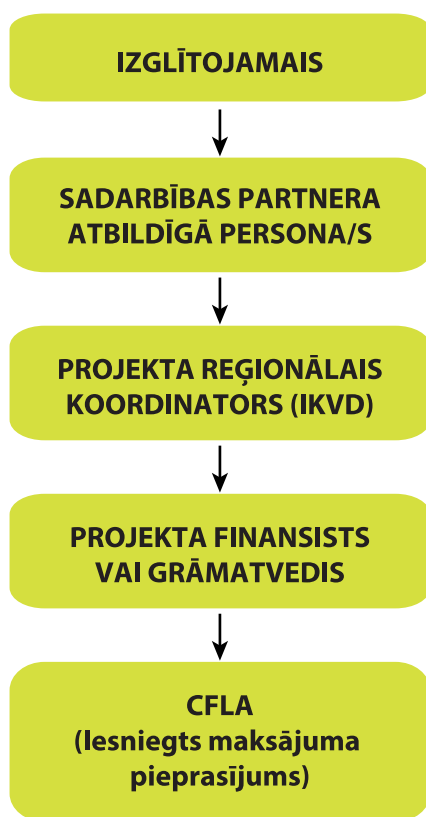 IZGLĪTOJAMAIS
SADARBĪBAS PARTNERA
ATBILDĪGĀ PERSONA/S
PROJEKTA REĢIONĀLAIS
KOORDINATORS (IKVD)
PROJEKTA FINANSISTS
VAI GRĀMATVEDIS
CFLA
(Iesniegts maksājuma
pieprasījums)